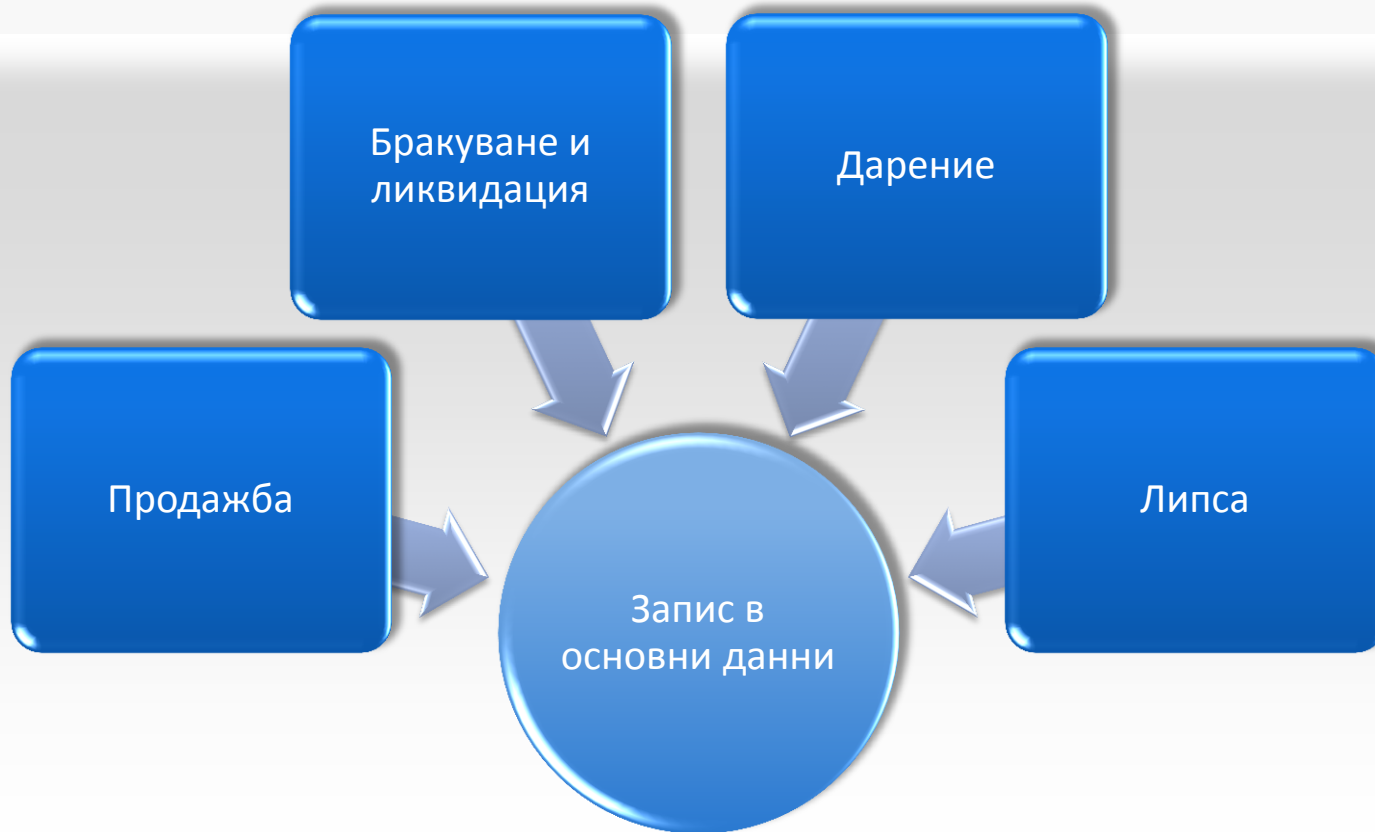 Бракуване и
ликвидация
Дарение
Продажба
Липса
Запис в
основни данни